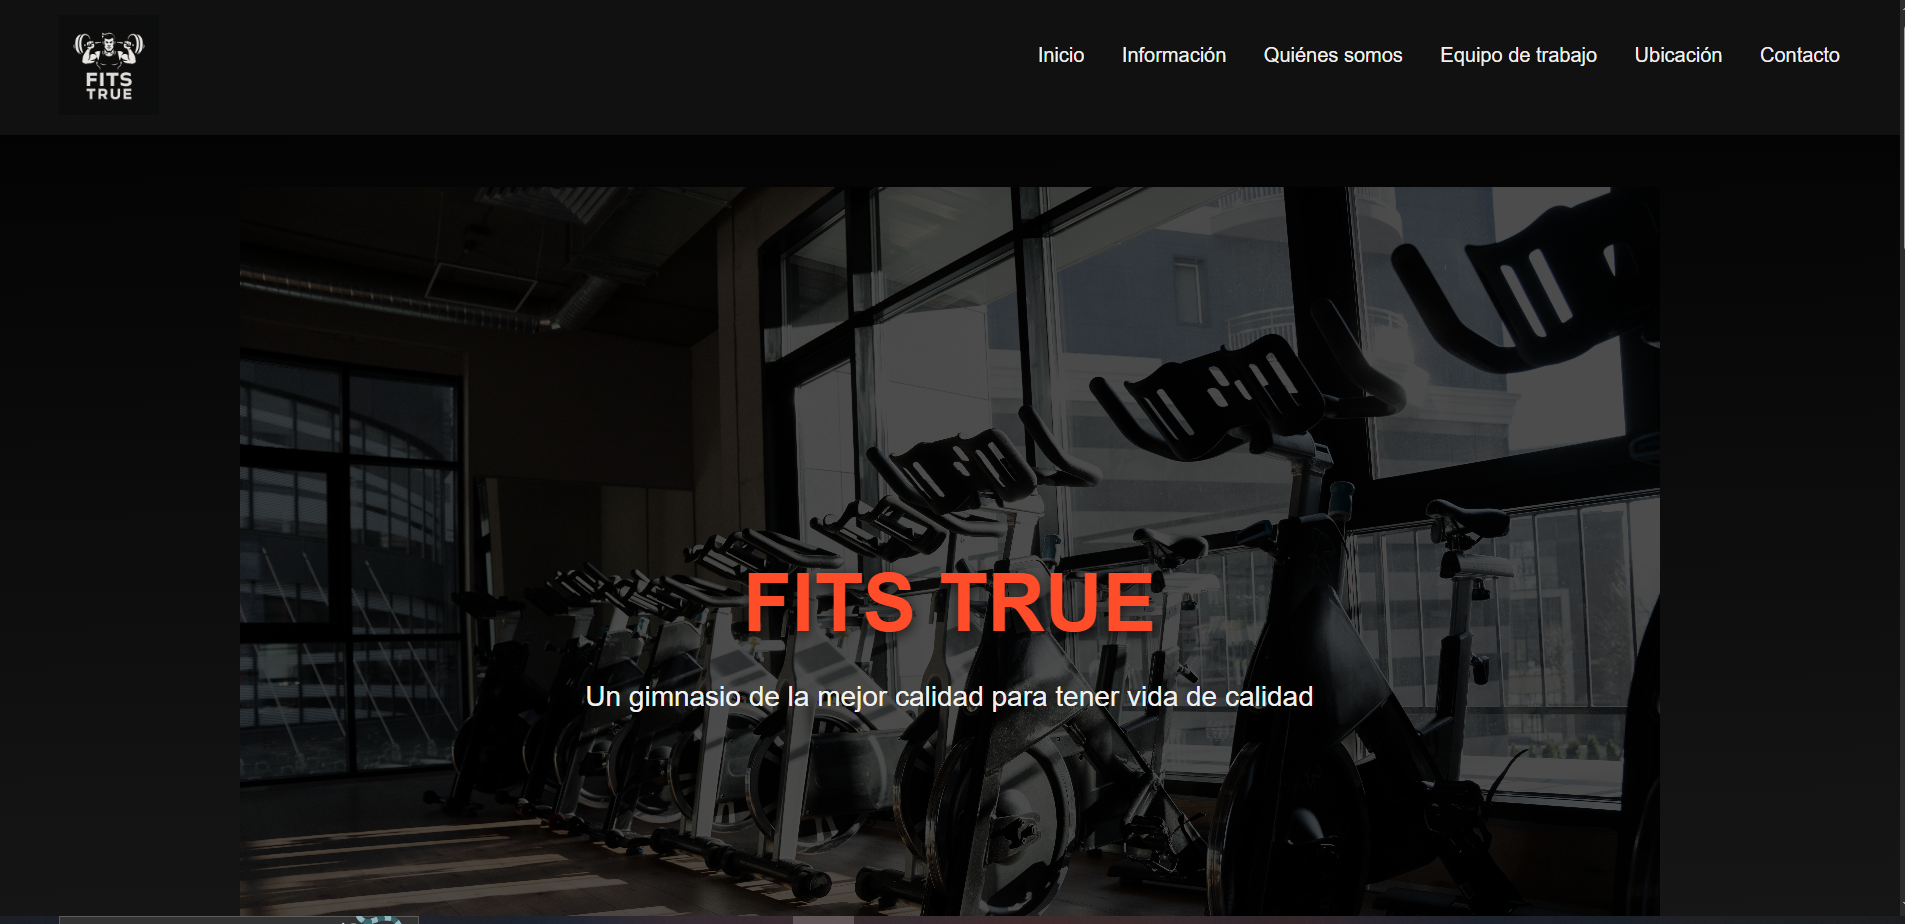 FITS
TRUE
Inicio Información Quiénes somos Equipo de trabajo Ubicación Contacto
FITS TRUE
Un gimnasio de la mejor calidad para tener vida de calidad